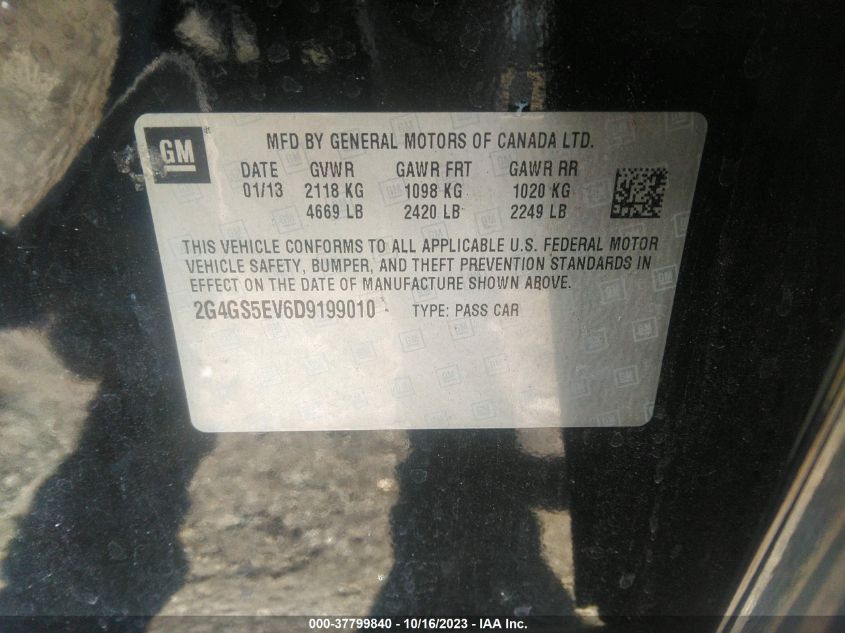 GM
MFD BY GENERAL MOTORS OF CANADA LTD.
DATE GVWR GAWR FRT GAWR RR
01/13 2118 KG 1098 KG 1020 KG
4669 LB 2420 LB 2249 LB
THIS VEHICLE CONFORMS TO ALL APPLICABLE U.S. FEDERAL MOTOR
VEHICLE SAFETY, BUMPER, AND THEFT PREVENTION STANDARDS IN
EFFECT ON THE DATE OF MANUFACTURE SHOWN ABOVE.
2G4GS5EV6D9199010 TYPE: PASS CAR
000-37799840 / 10/16/2023 - IAA Inc.